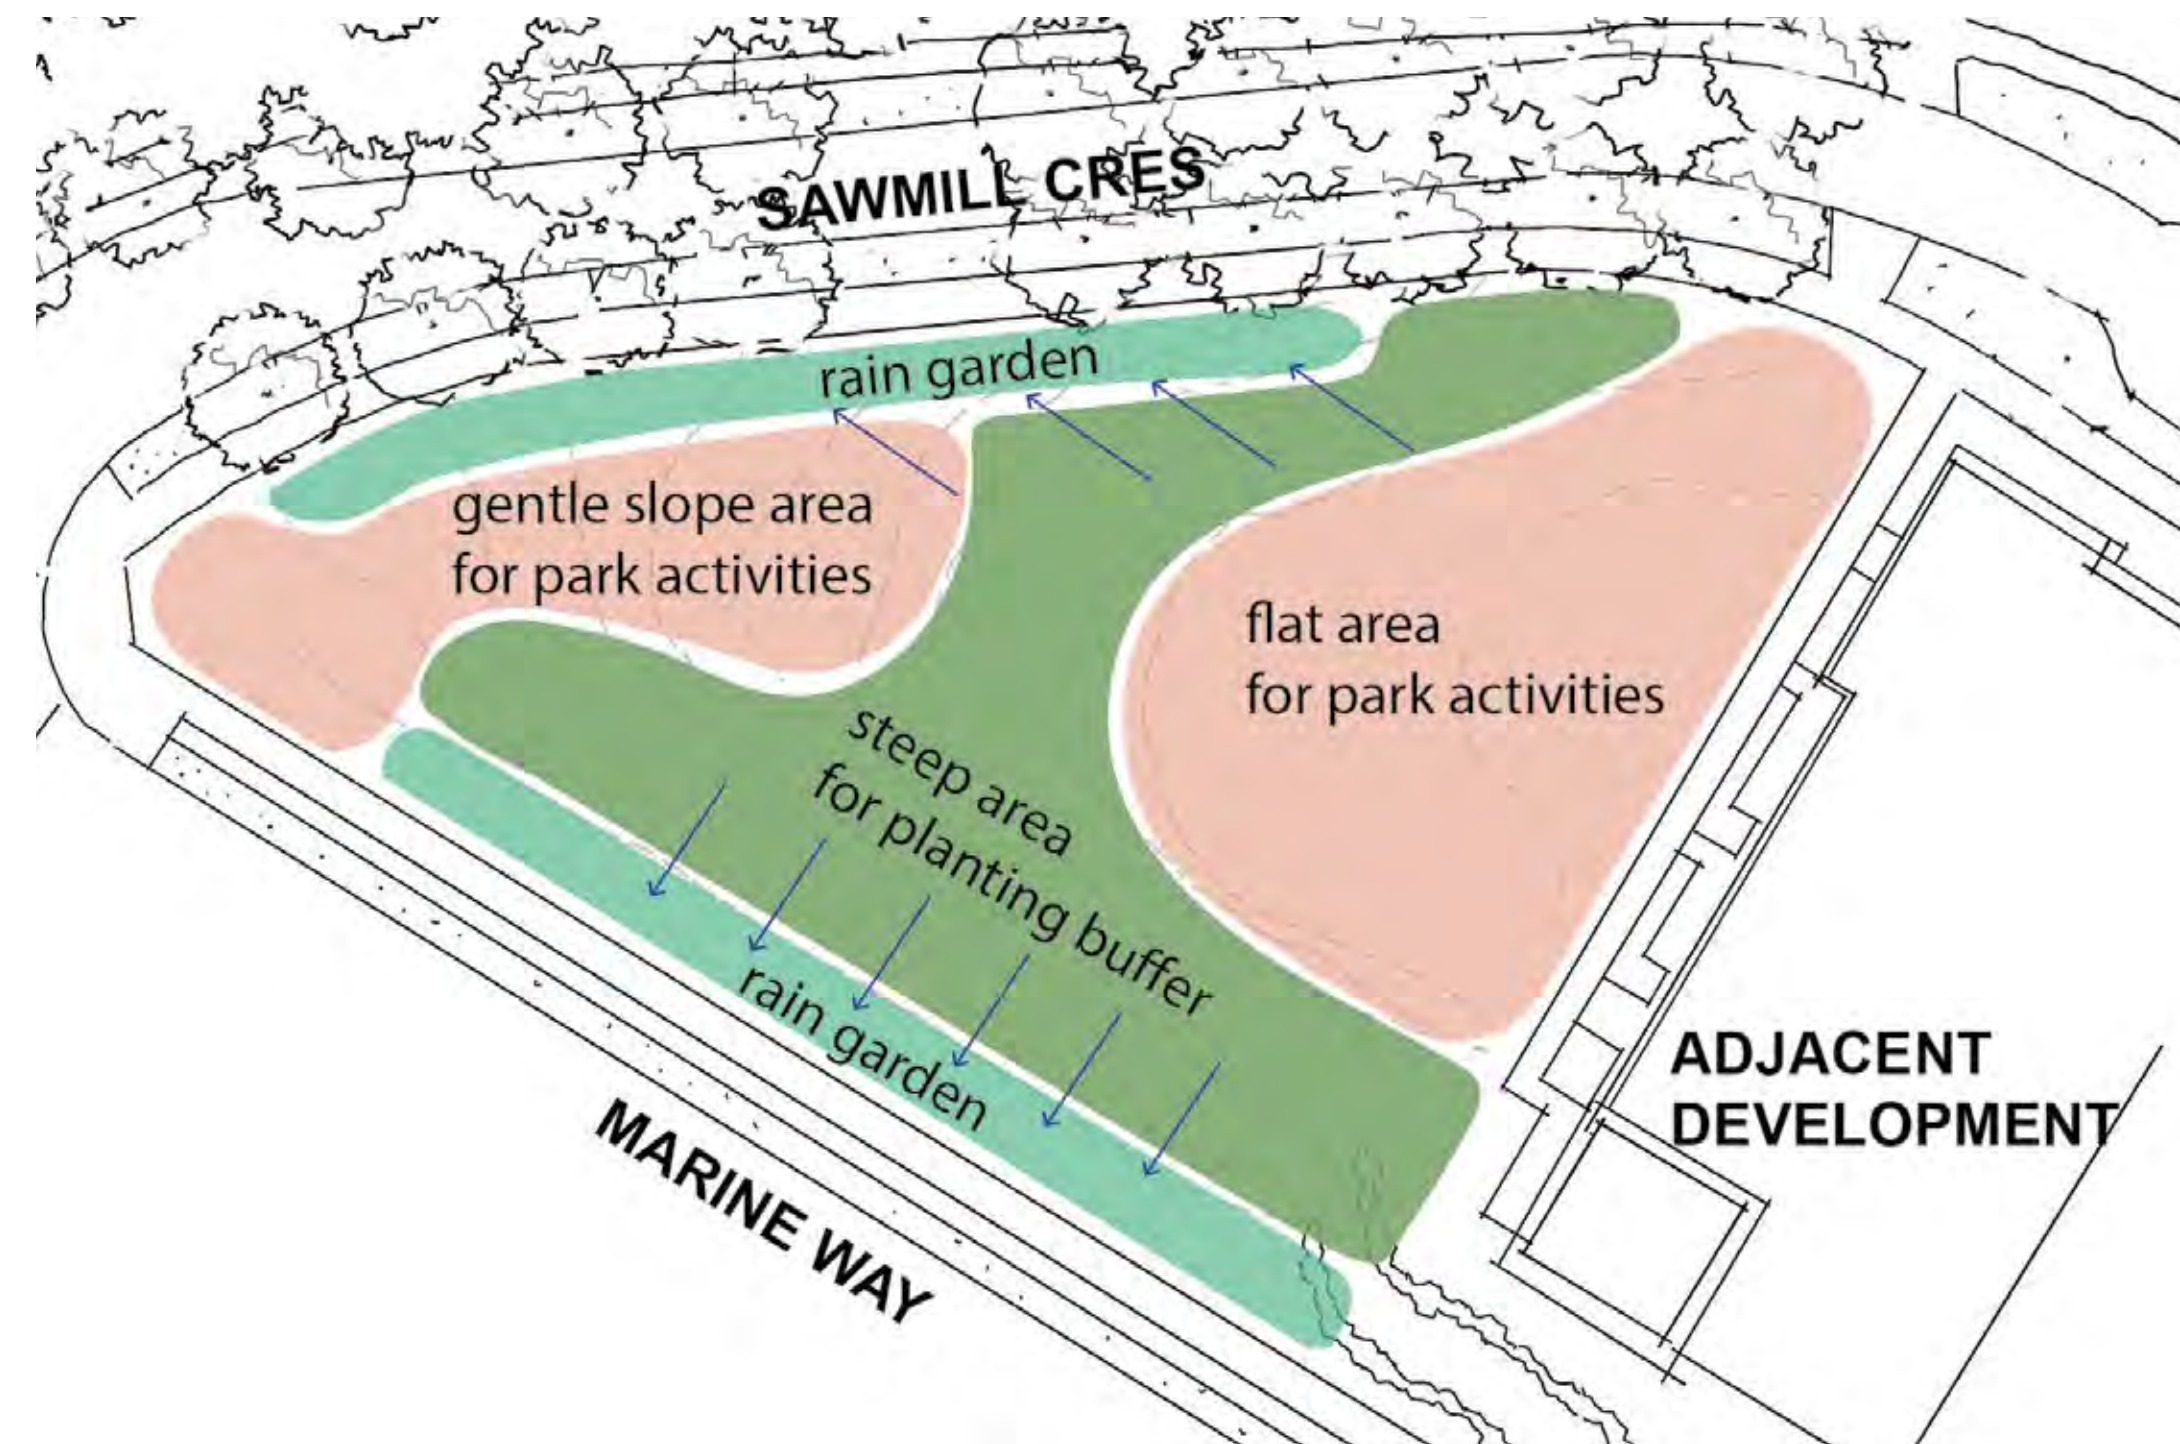 SAWMILL CRES
rain garden
gentle slope area
for park activities
flat area
for park activities
steep area
for planting buffer
rain garden
MARINE WAY
ADJACENT
DEVELOPMENT